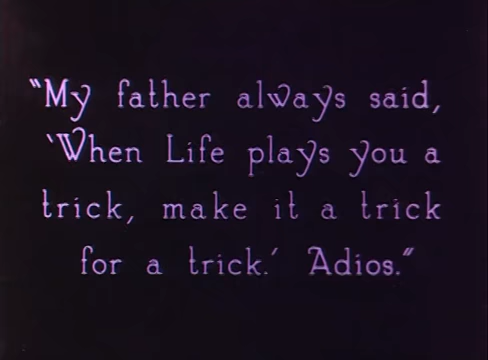 "My father always said,
'When Life plays you a
trick, make it a trick
for a trick.' Adios."